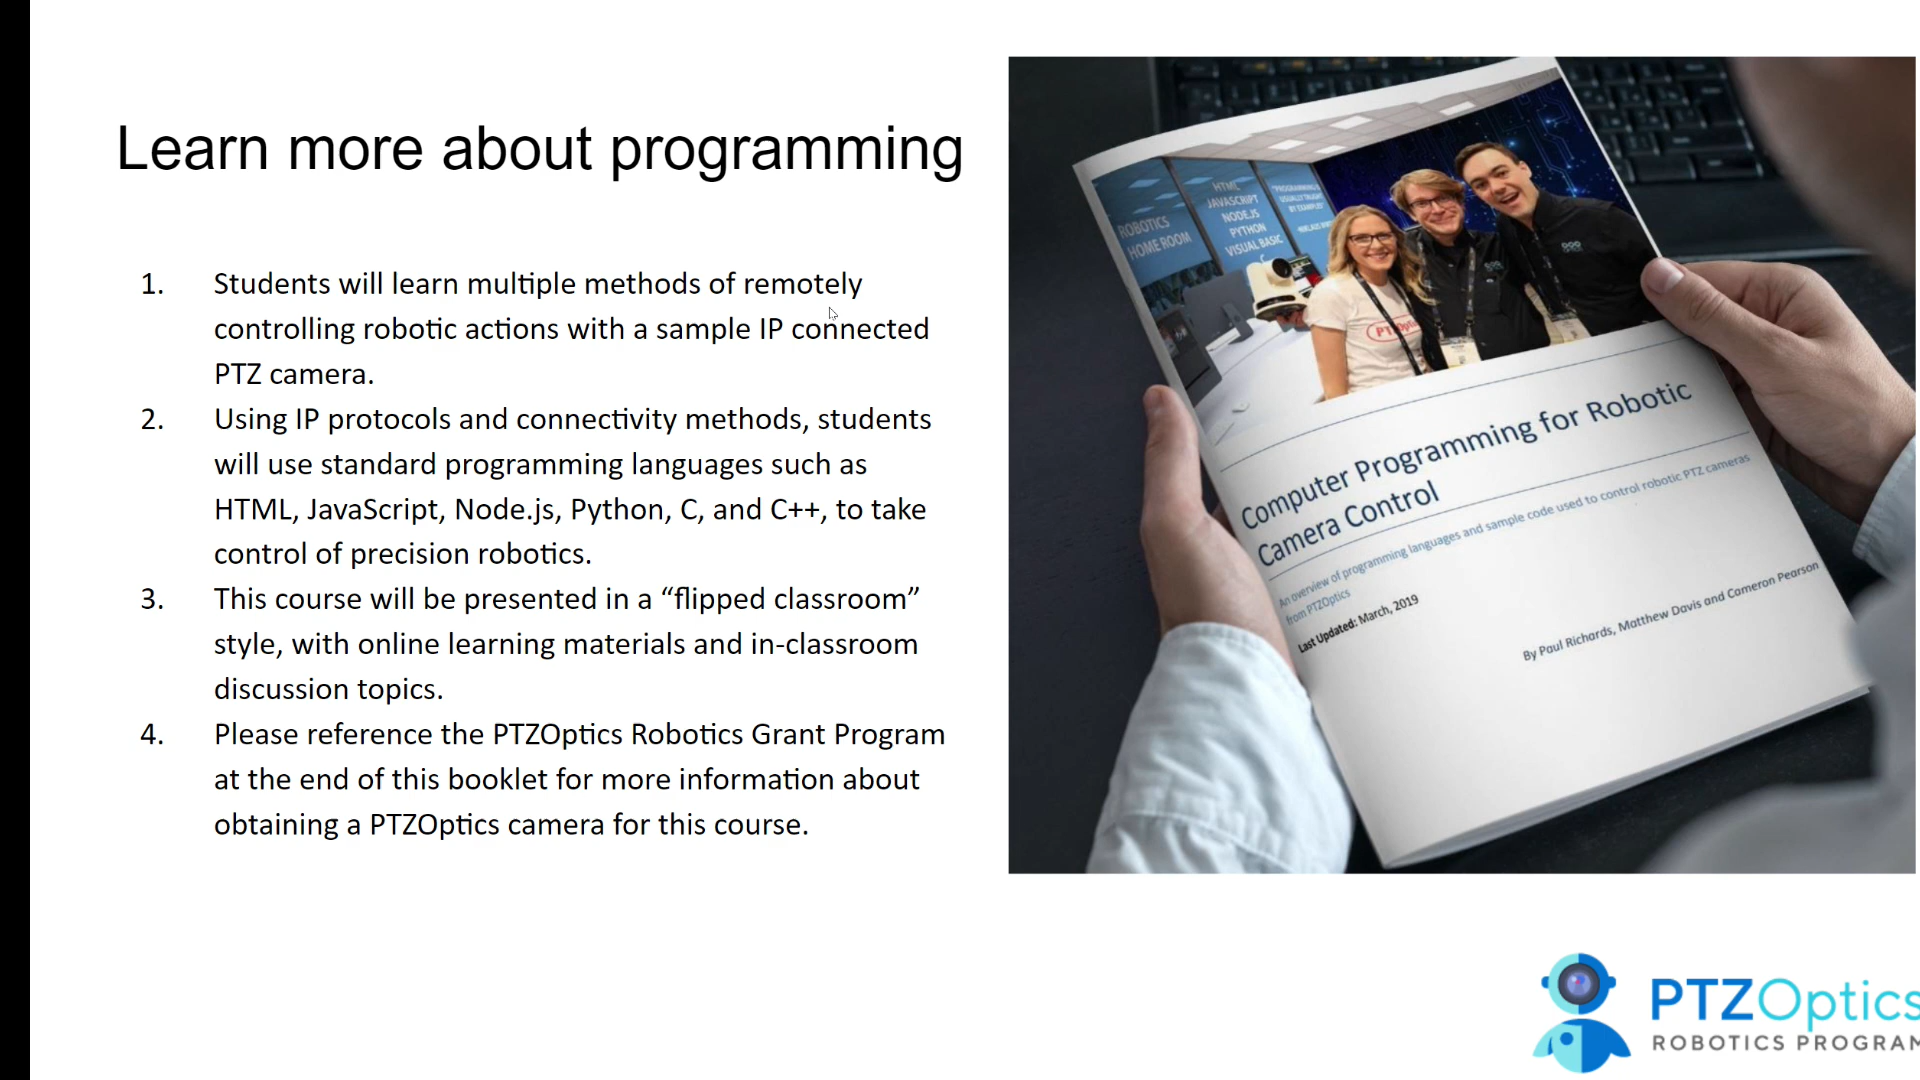 Learn more about programming
1. Students will learn multiple methods of remotely
controlling robotic actions with a sample IP connected
PTZ camera.
2. Using IP protocols and connectivity methods, students
will use standard programming languages such as
HTML, JavaScript, Node.js, Python, C, and C++, to take
control of precision robotics.
3. This course will be presented in a “flipped classroom”
style, with online learning materials and in-classroom
discussion topics.
4. Please reference the PTZOptics Robotics Grant Program
at the end of this booklet for more information about
obtaining a PTZOptics camera for this course.
ROBOTICS
HOME ROOM
HTML
JAVASCRIPT
NODE.JS
PYTHON
VISUAL BASIC
C
"PROGRAMMING IS
USUALLY TAUGHT
BY EXAMPLES"
Computer Programming for Robotic
Camera Control
An overview of programming languages and sample code used to control robotic PTZ cameras
from PTZOptics
Last Updated: March, 2019
By Paul Richards, Matthew Davis and Cameron Pearson
PTZOptics
ROBOTICS PROGRAM